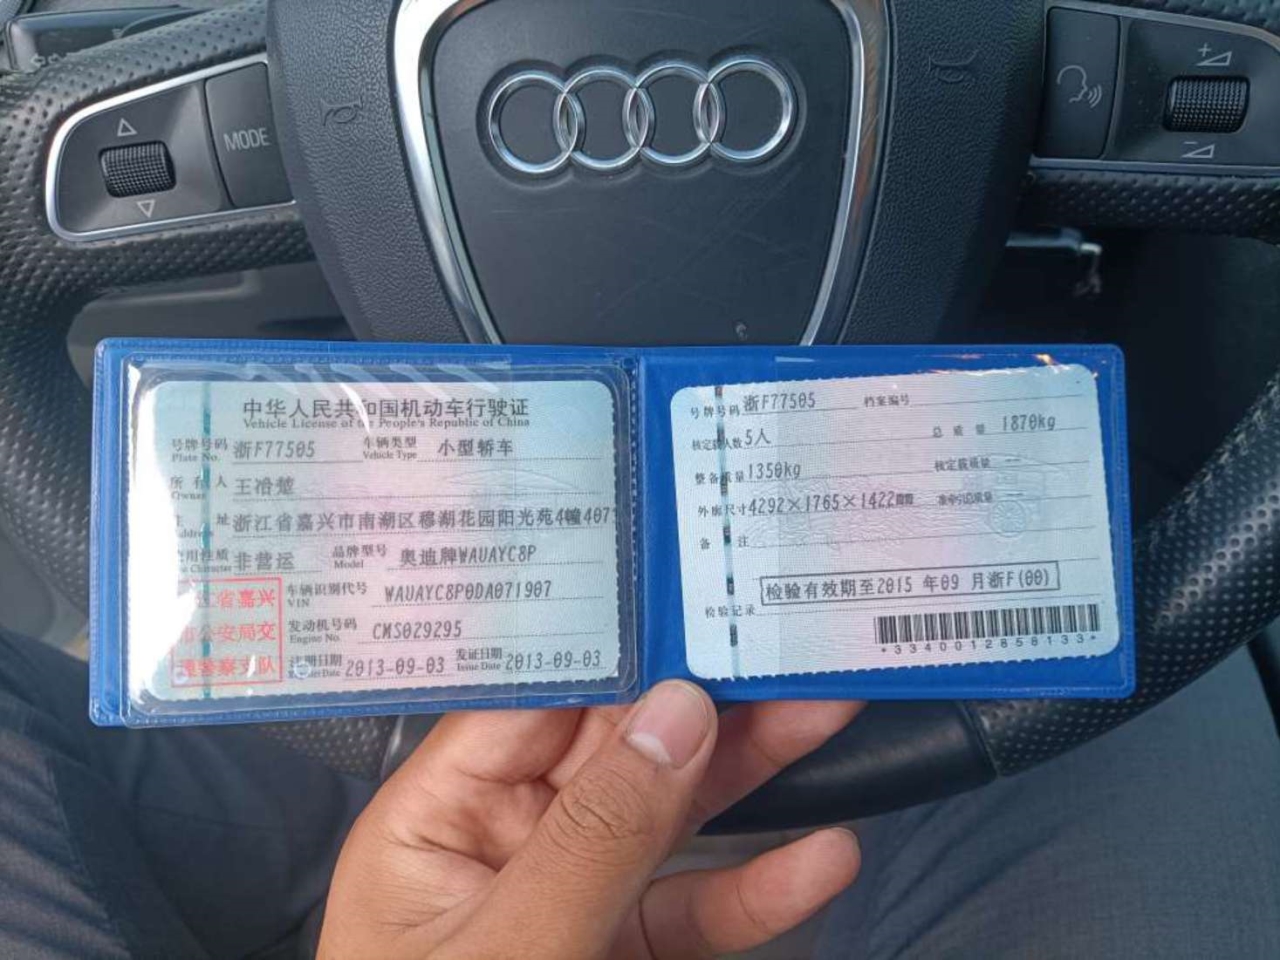 MODE
中华人民共和国机动车行驶证
Vehicle License of the People's Republic of China
号牌号码 浙F77505 车辆类型 小型轿车
Plate No. Vehicle Type
所有人 王冶楚
Owner
址 浙江省嘉兴市南湖区穆湖花园阳光苑4幢407
Address
使用性质 非营运 品牌型号 奥迪牌WAUAYC8P
Character Model
江省嘉兴 车辆识别代号 WAUAYC8P0DA071907
VIN
公安局交 发动机号码 CMS029295
Engine No.
警察支队 注册日期 2013-09-03 发证日期 2013-09-03
Register Date Issue Date
号牌号码 浙F77505 档案编号
核定载人数 5人 总质量 1870kg
整备质量 1350kg 核定载质量 --
外廓尺寸 4292×1765×1422mm 准牵引总质量 --
备注
检验有效期至2015 年09 月浙F(00)
检验记录
*3340012858133*